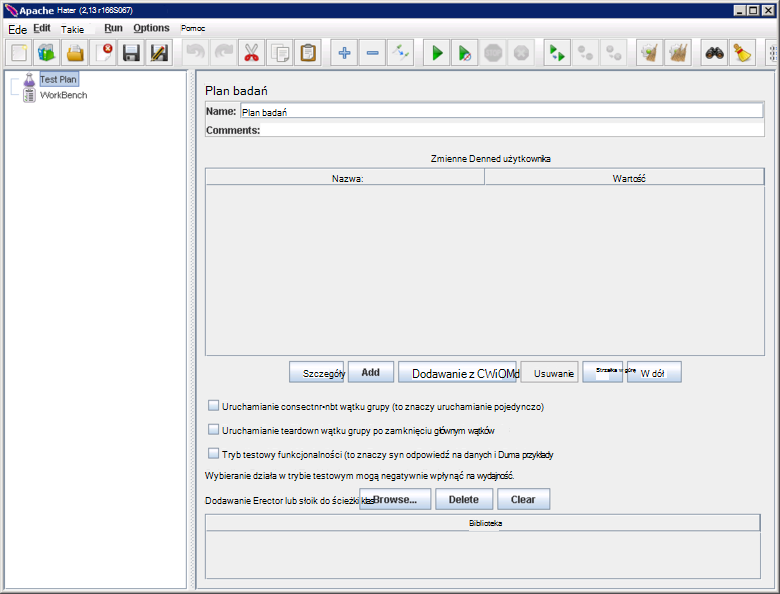 Apache Hater (2,13 r1665067)
Ede Edit Takie Run Options Pomoc
Test Plan
WorkBench
Plan badań
Name: Plan badań
Comments:
Zmienne Denned użytkownika
Nazwa: Wartość
Szczegóły Add Dodawanie z CWiQMd Usuwanie Strzałka w górę W dół
Uruchamianie consectnr•nbt wątku grupy (to znaczy uruchamianie pojedynczo)
Uruchamianie teardown wątku grupy po zamknięciu głównym wątków
Tryb testowy funkcjonalności (to znaczy syn odpowiedź na danych i Duma przykłady
Wybieranie działa w trybie testowym mogą negatywnie wpłynąć na wydajność.
Dodawanie Erector lub słoik do ścieżki klas Browse... Delete Clear
Biblioteka